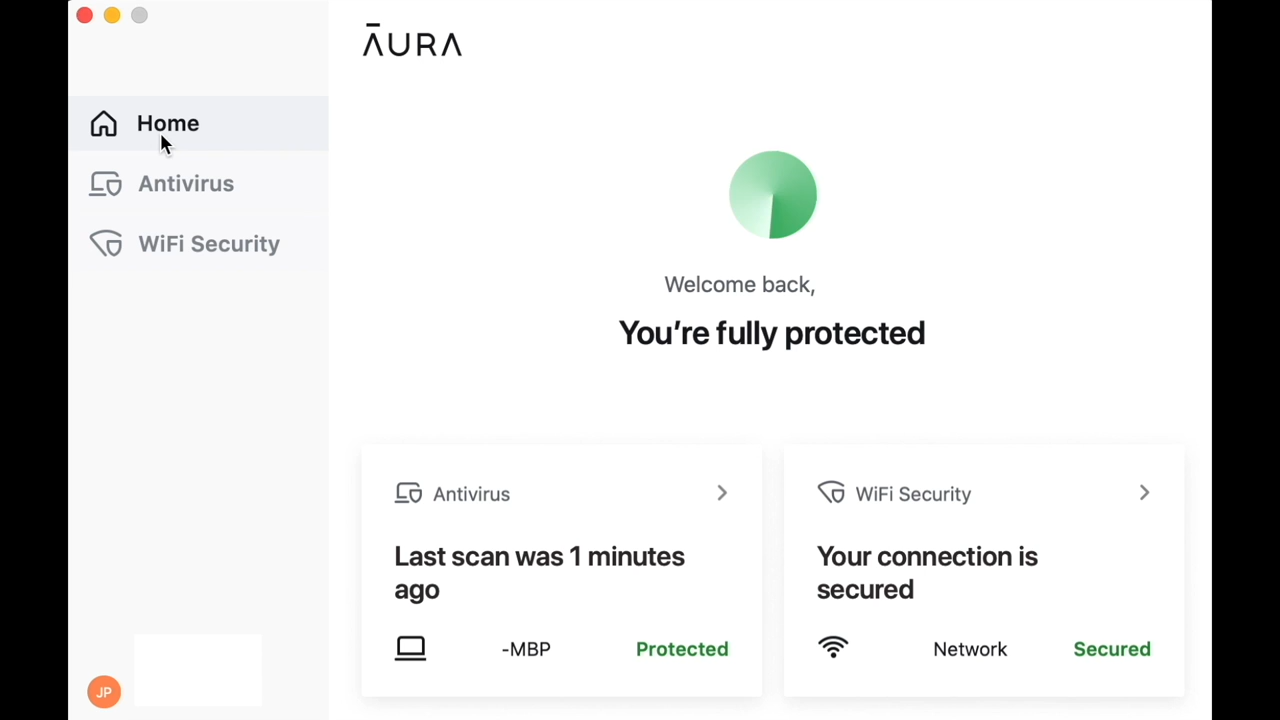 ĀURA
Home
Antivirus
WiFi Security
Welcome back,
You're fully protected
Antivirus
Last scan was 1 minutes
ago
-MBP Protected
WiFi Security
Your connection is
secured
Network Secured
JP